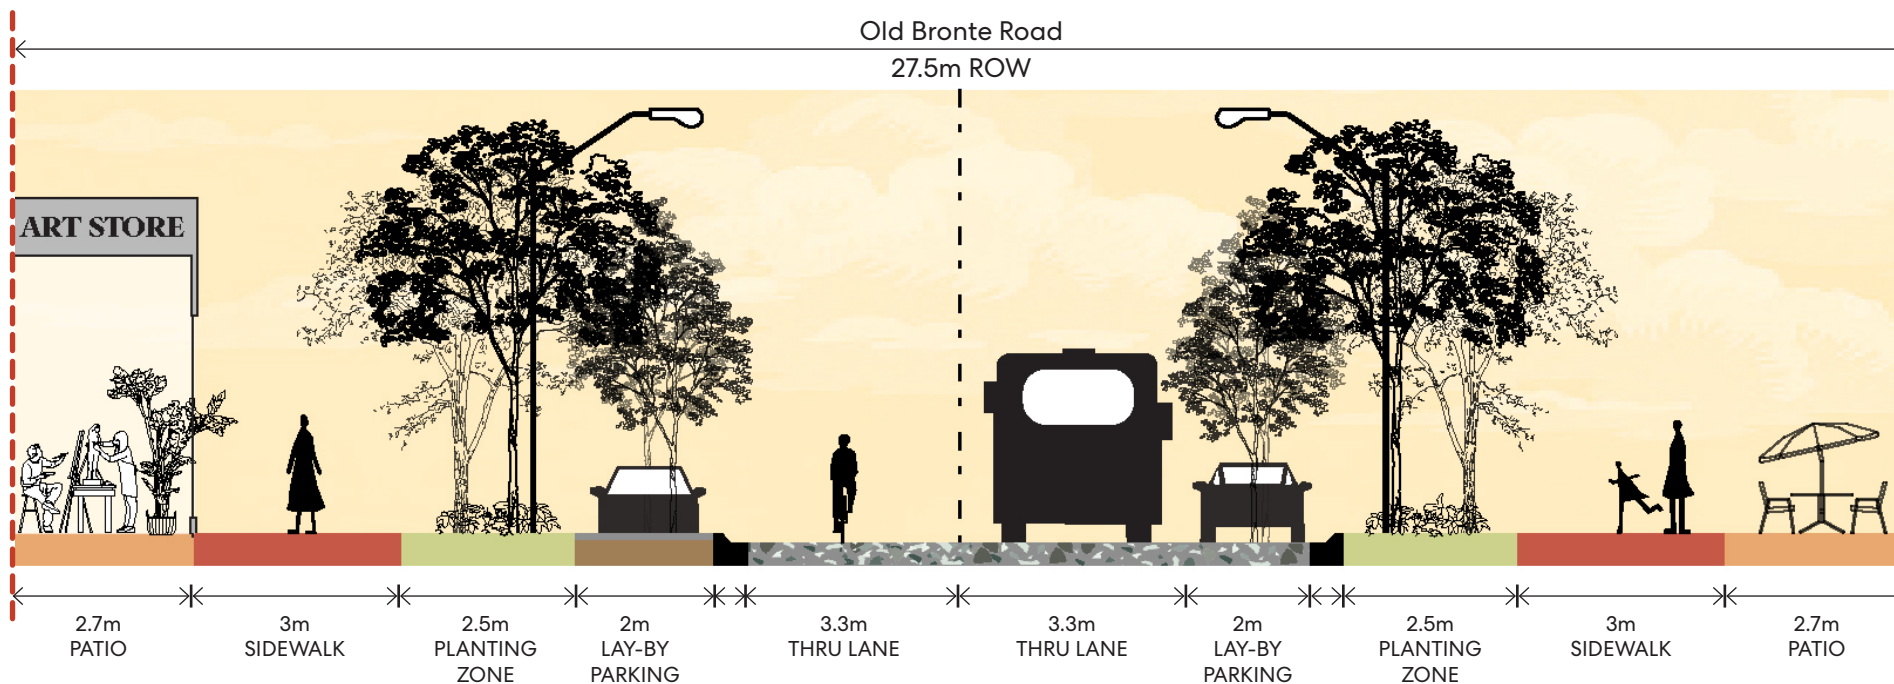 Old Bronte Road
27.5m ROW
ART STORE
2.7m
PATIO
3m
SIDEWALK
2.5m
PLANTING
ZONE
2m
LAY-BY
PARKING
3.3m
THRU LANE
3.3m
THRU LANE
2m
LAY-BY
PARKING
2.5m
PLANTING
ZONE
3m
SIDEWALK
2.7m
PATIO